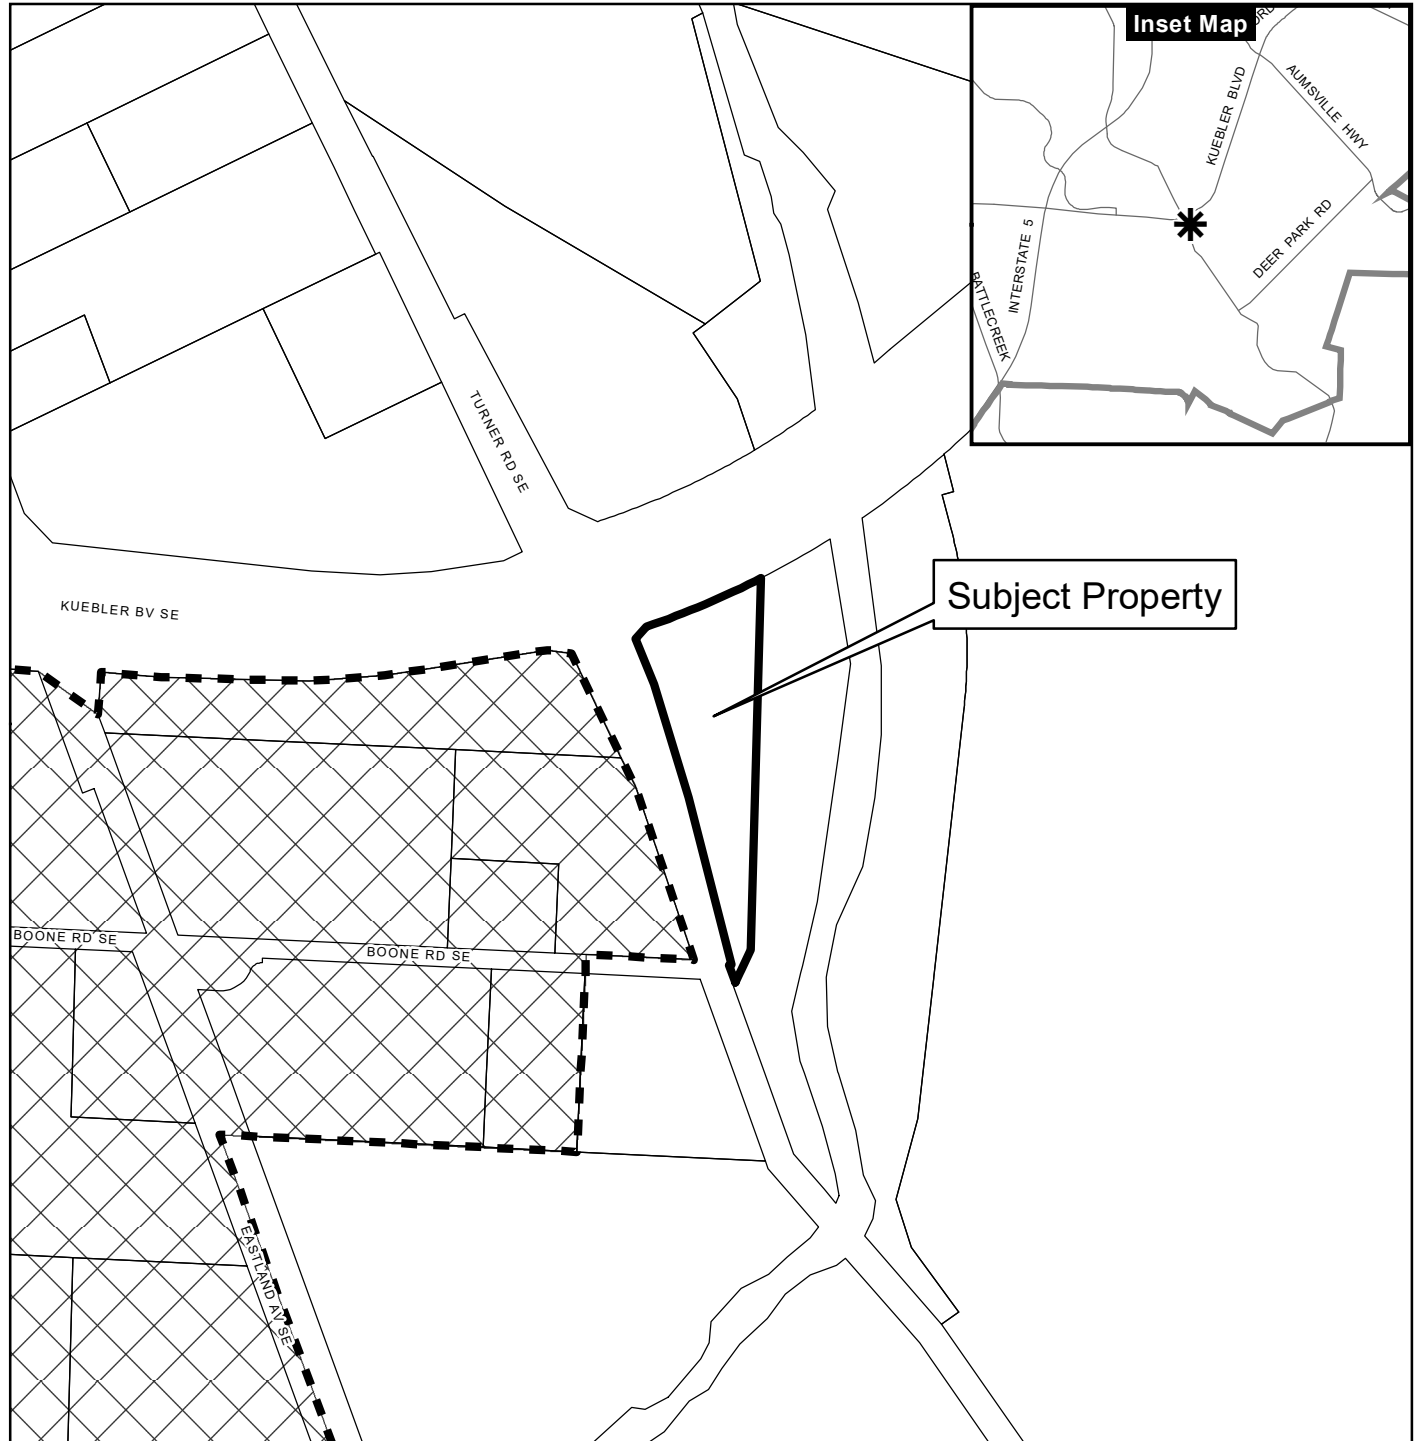 Inset Map
KUEBLER BLVD
AUMSVILLE HWY
INTERSTATE 5
DEER PARK RD
BATTLECREEK
TURNER RD SE
Subject Property
KUEBLER BV SE
BOONE RD SE
BOONE RD SE
EASTLAND AV SE